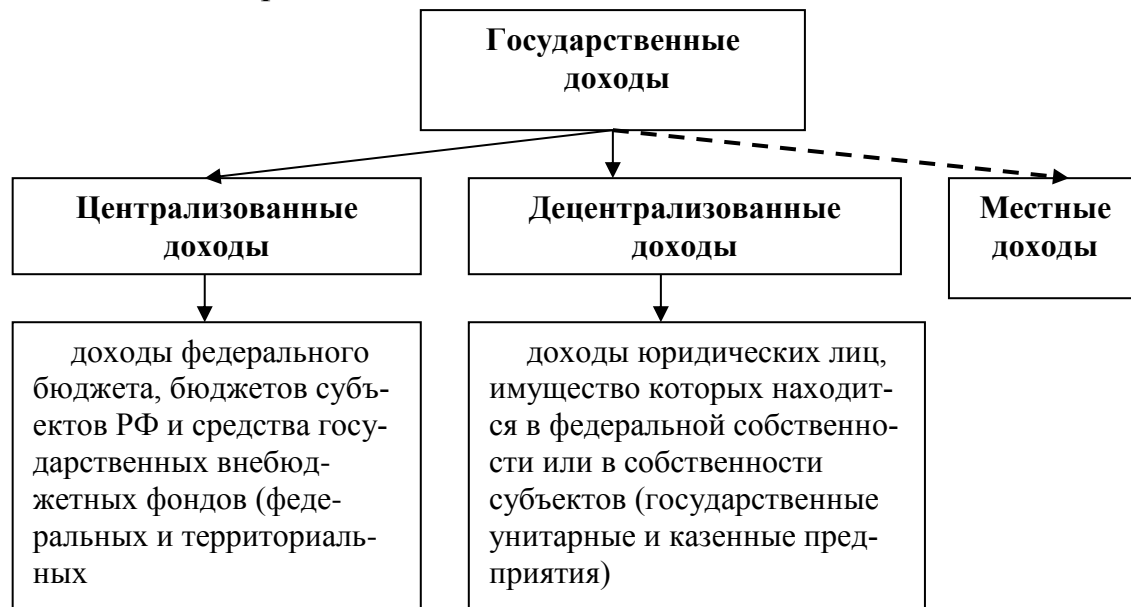 Государственные
доходы
Централизованные
доходы
Децентрализованные
доходы
Местные
доходы
доходы федерального
бюджета, бюджетов субъ-
ектов РФ и средства госу-
дарственных внебюд-
жетных фондов (феде-
ральных и территориаль-
ных
доходы юридических лиц,
имущество которых находит-
ся в федеральной собственно-
сти или в собственности
субъектов (государственные
унитарные и казенные пред-
приятия)